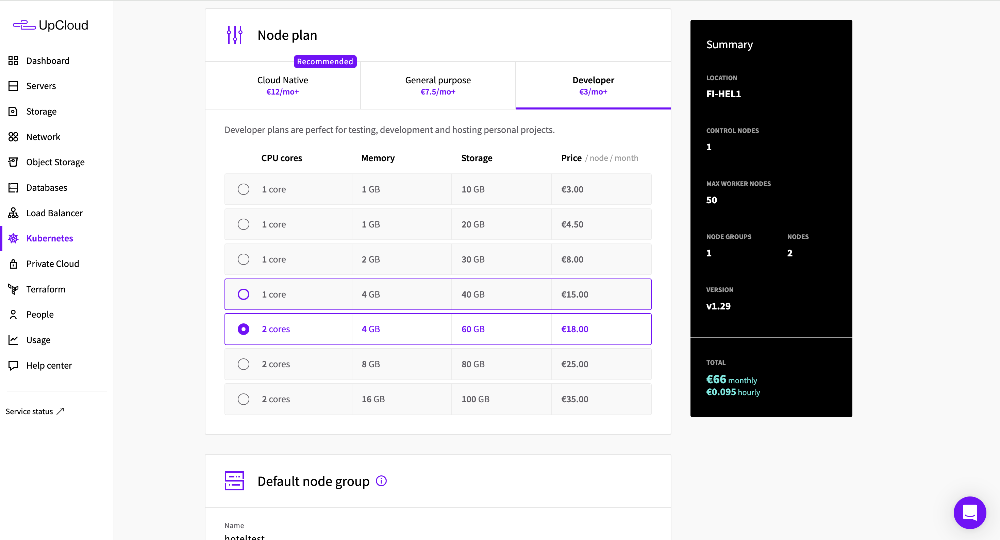 UpCloud
Dashboard
Servers
Storage
Network
Object Storage
Databases
Load Balancer
Kubernetes
Private Cloud
Terraform
People
Usage
Help center
Service status
Node plan
Recommended
Cloud Native
€12/mo+
General purpose
€7.5/mo+
Developer
€3/mo+
Developer plans are perfect for testing, development and hosting personal projects.
CPU cores Memory Storage Price / node / month
1 core 1 GB 10 GB €3.00
1 core 1 GB 20 GB €4.50
1 core 2 GB 30 GB €8.00
1 core 4 GB 40 GB €15.00
2 cores 4 GB 60 GB €18.00
2 cores 8 GB 80 GB €25.00
2 cores 16 GB 100 GB €35.00
Default node group
Name
hoteltest
Summary
LOCATION
FI-HEL1
CONTROL NODES
1
MAX WORKER NODES
50
NODE GROUPS NODES
1 2
VERSION
v1.29
TOTAL
€66 monthly
€0.095 hourly